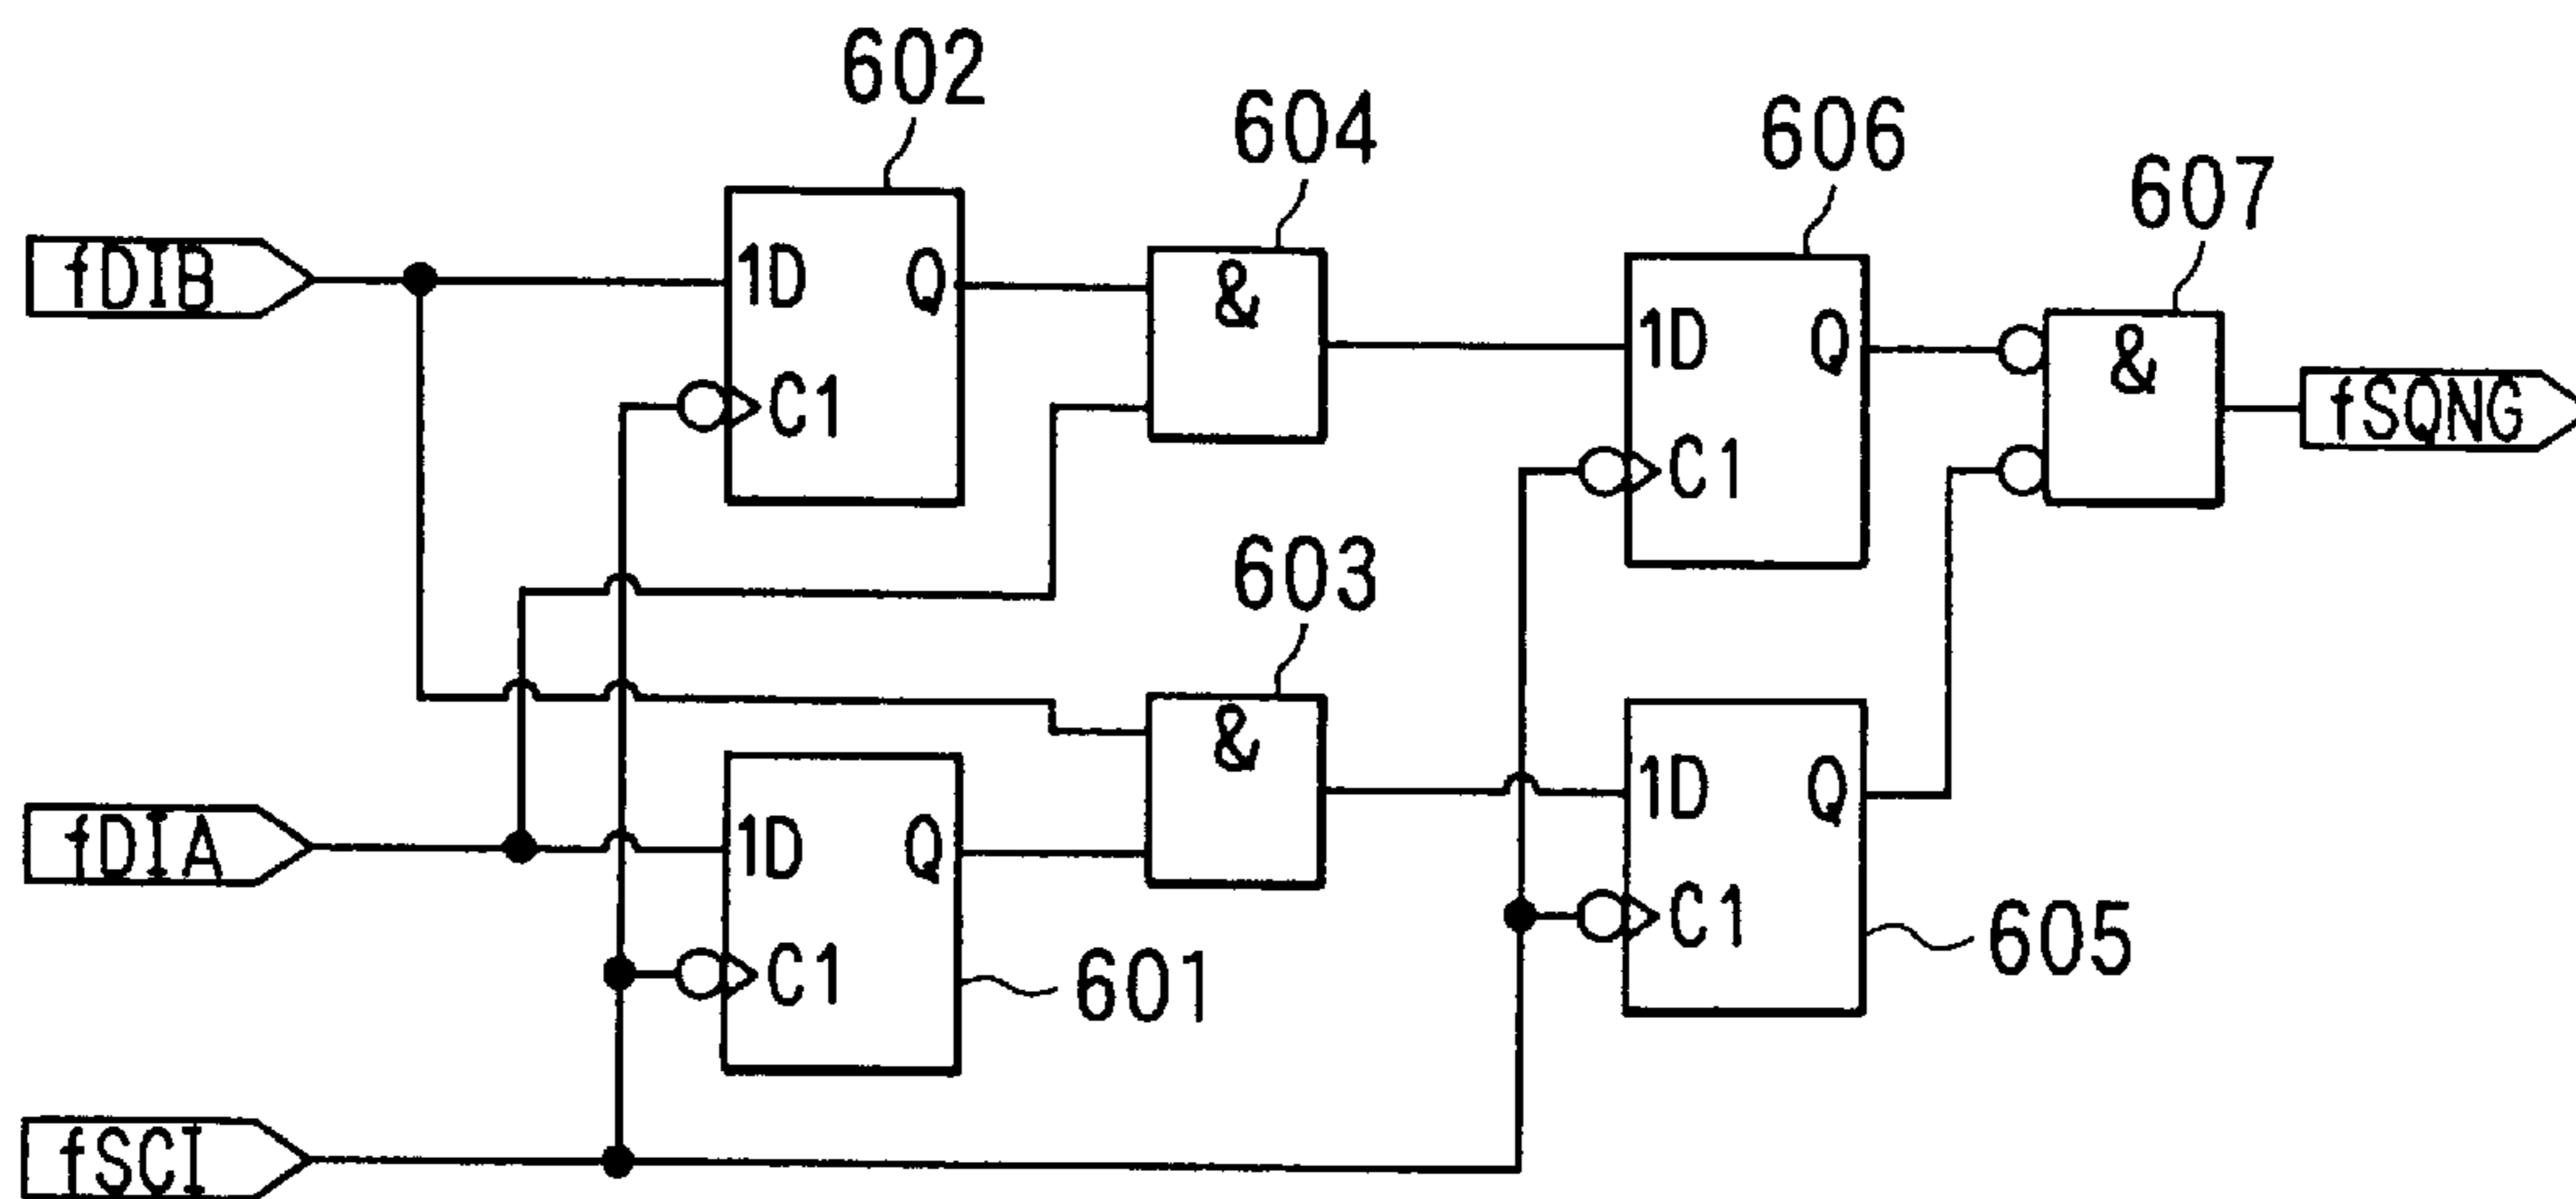 602
604
606
607
fDIB
1D Q
C1
&
1D Q
C1
&
fSQNG
603
fDIA
1D Q
C1
601
&
1D Q
C1
605
fSCI